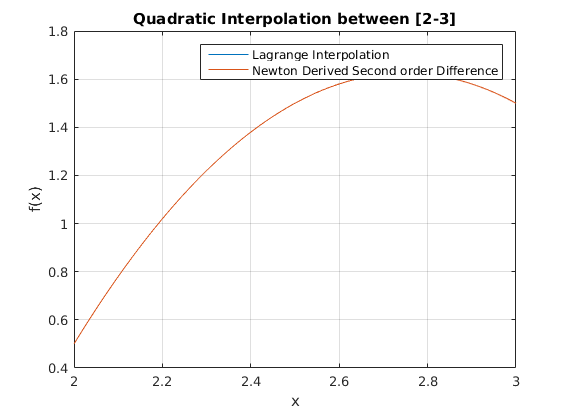 Quadratic Interpolation between [2-3]
1.8
Lagrange Interpolation
Newton Derived Second order Difference
1.6
1.4
1.2
f(x)
1
0.8
0.6
0.4
2 2.2 2.4 2.6 2.8 3
x